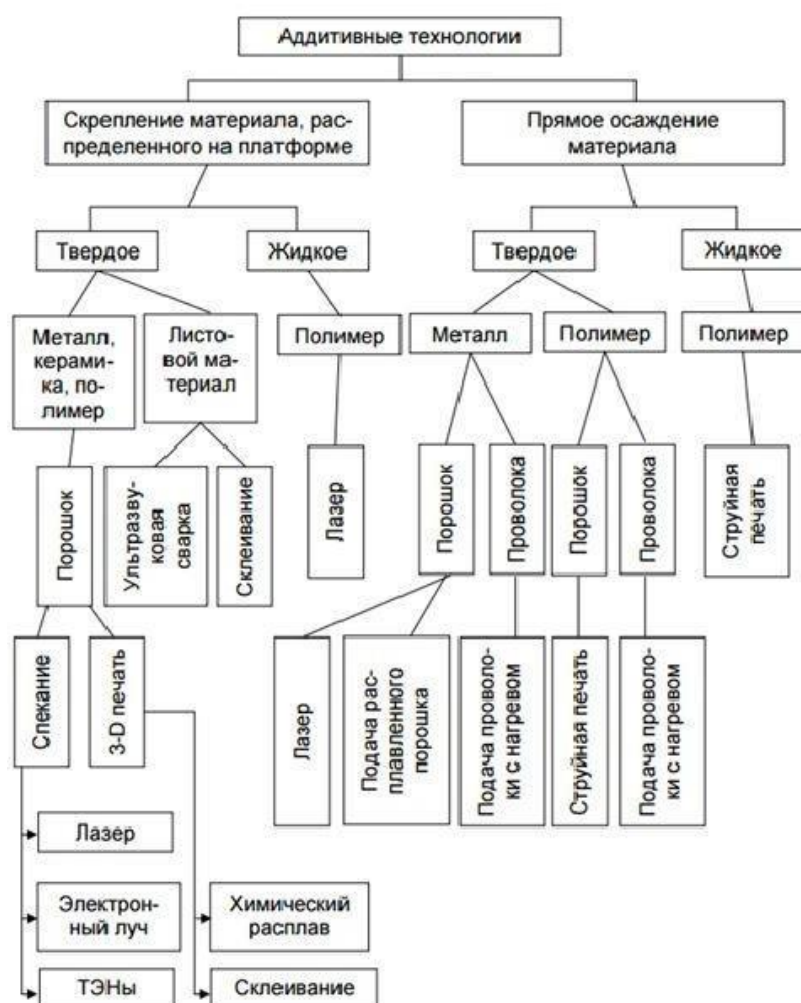 Аддитивные технологии
Скрепление материала, рас-
пределенного на платформе
Прямое осаждение
материала
Твердое
Жидкое
Твердое
Жидкое
Металл,
керами-
ка, по-
лимер
Листо-
вой ма-
териал
Полимер
Металл
Полимер
Полимер
Порошок
Ультразву-
ковая
сварка
Склеивание
Лазер
Порошок
Проволока
Порошок
Проволока
Струйная
печать
Спекание
3-D печать
Лазер
Подача рас-
плавленного
порошка
Подача проволо-
ки с нагревом
Струйная печать
Подача проволо-
ки с нагревом
Лазер
Электрон-
ный луч
Химический
расплав
ТЭНы
Склеивание